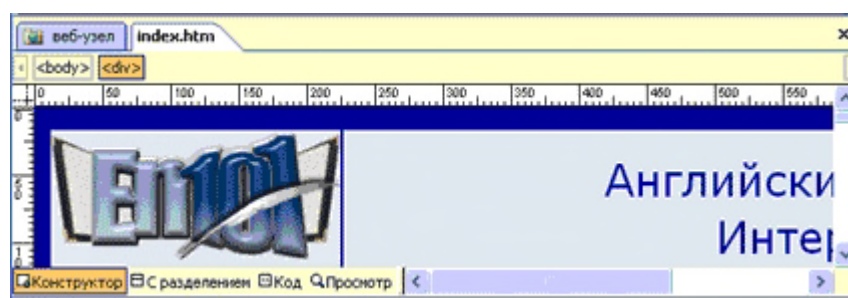 веб-узел index.htm
<body> <div>
0 50 100 150 200 250 300 350 400 450 500 550
En101
Английски
Интер
Конструктор С разделением Код Просмотр